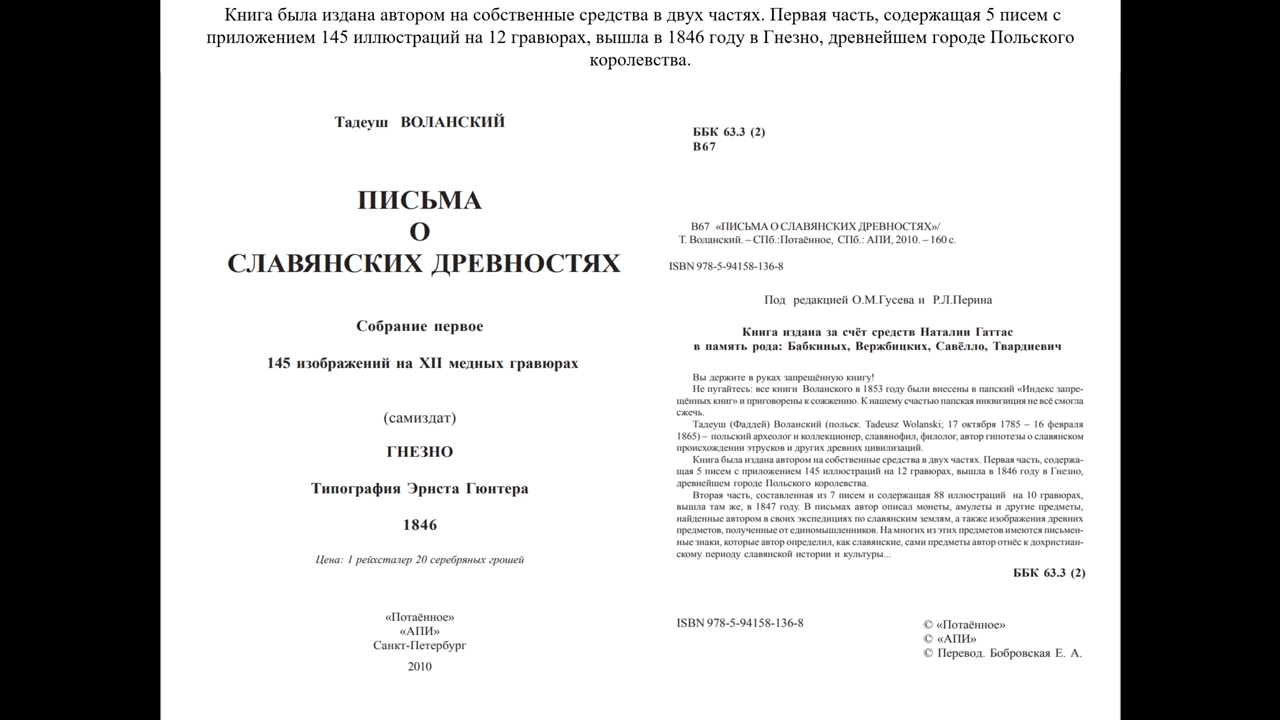 Книга была издана автором на собственные средства в двух частях. Первая часть, содержащая 5 писем с
приложением 145 иллюстраций на 12 гравюрах, вышла в 1846 году в Гнезно, древнейшем городе Польского
королевства.
Тадеуш ВОЛАНСКИЙ
ПИСЬМА
О
СЛАВЯНСКИХ ДРЕВНОСТЯХ
Собрание первое
145 изображений на XII медных гравюрах
(самиздат)
ГНЕЗНО
Типография Эрнста Гюнтера
1846
Цена: 1 рейхсталер 20 серебряных грошей
«Потаённое»
«АПИ»
Санкт-Петербург
2010
ББК 63.3 (2)
В67
В67 «ПИСЬМА О СЛАВЯНСКИХ ДРЕВНОСТЯХ»/
Т. Воланский. – СПб.:Потаённое, СПб.: АПИ, 2010. – 160 с.
ISBN 978-5-94158-136-8
Под редакцией О.М.Гусева и Р.Л.Перина
Книга издана за счёт средств Наталии Гаттас
в память рода: Бабкиных, Вержбицких, Савёлло, Твардиевич
Вы держите в руках запрещённую книгу!
Не пугайтесь: все книги Воланского в 1853 году были внесены в папский «Индекс запре-
щённых книг» и приговорены к сожжению. К нашему счастью папская инквизиция не всё смогла
сжечь.
Тадеуш (Фаддей) Воланский (польск. Tadeusz Wolanski; 17 октября 1785 – 16 февраля
1865) – польский археолог и коллекционер, славянофил, филолог, автор гипотезы о славянском
происхождении этрусков и других древних цивилизаций.
Книга была издана автором на собственные средства в двух частях. Первая часть, содержа-
щая 5 писем с приложением 145 иллюстраций на 12 гравюрах, вышла в 1846 году в Гнезно,
древнейшем городе Польского королевства.
Вторая часть, составленная из 7 писем и содержащая 88 иллюстраций на 10 гравюрах,
вышла там же, в 1847 году. В письмах автор описал монеты, амулеты и другие предметы,
найденные автором в своих экспедициях по славянским землям, а также изображения древних
предметов, полученные от единомышленников. На многих из этих предметов имеются письмен-
ные знаки, которые автор определил, как славянские, сами предметы автор отнёс к дохристиан-
скому периоду славянской истории и культуры...
ББК 63.3 (2)
ISBN 978-5-94158-136-8
© «Потаённое»
© «АПИ»
© Перевод. Бобровская Е. А.